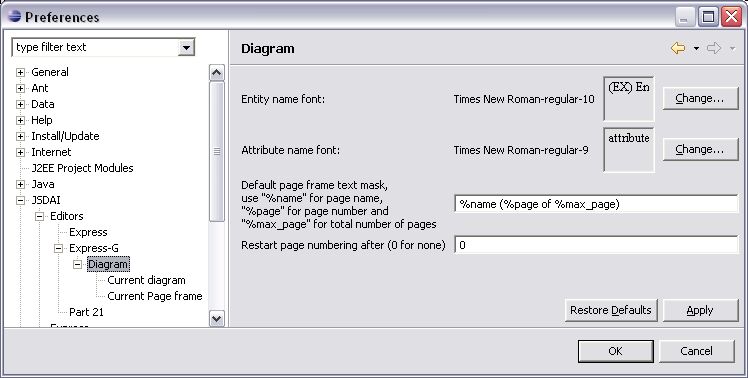 Preferences
type filter text
General
Ant
Data
Help
Install/Update
Internet
J2EE Project Modules
Java
JSDAI
Editors
Express
Express-G
Diagram
Current diagram
Current Page frame
Part 21
Express
Diagram
Entity name font:
Times New Roman-regular-10
(EX) En
Change...
Attribute name font:
Times New Roman-regular-9
attribute
Change...
Default page frame text mask,
use "%name" for page name,
"%page" for page number and
"%max_page" for total number of pages
%name (%page of %max_page)
Restart page numbering after (0 for none)
0
Restore Defaults
Apply
OK
Cancel